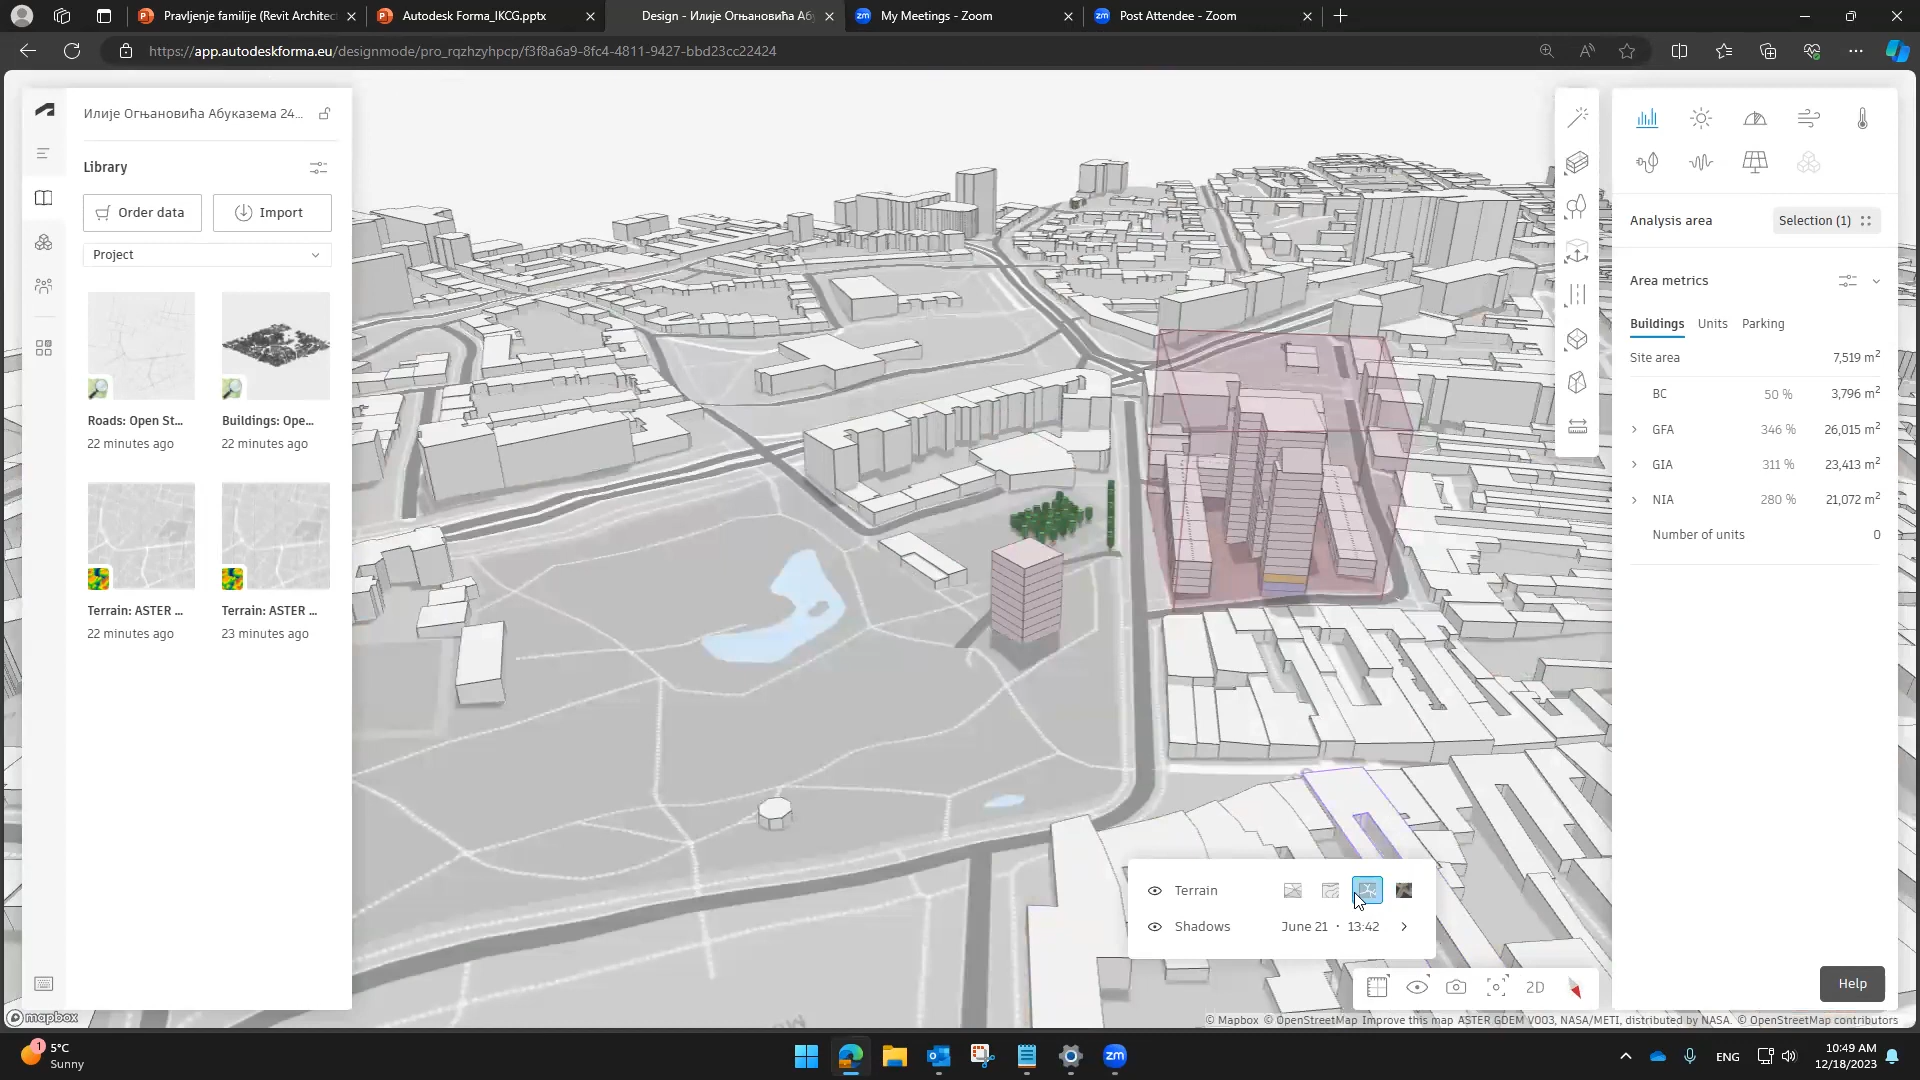 Pravljenje familije (Revit Architec
Autodesk Forma_IKCG.pptx
Design - Илије Огњановића Абу
My Meetings - Zoom
Post Attendee - Zoom
https://app.autodeskforma.eu/designmode/pro_rqzhzyhpcp/f3f8a6a9-8fc4-4811-9427-bbd23cc22424
Илије Огњановића Абуказема 24...
Library
Order data
Import
Project
Roads: Open St...
22 minutes ago
Buildings: Ope...
22 minutes ago
Terrain: ASTER ...
22 minutes ago
Terrain: ASTER ...
23 minutes ago
mapbox
Analysis area
Selection (1)
Area metrics
Buildings Units Parking
Site area 7,519 m²
BC 50 % 3,796 m²
GFA 346 % 26,015 m²
GIA 311 % 23,413 m²
NIA 280 % 21,072 m²
Number of units 0
Terrain
Shadows June 21 · 13:42
2D
Help
© Mapbox © OpenStreetMap Improve this map ASTER GDEM V003, NASA/METI, distributed by NASA. © OpenStreetMap contributors
1
5°C
Sunny
zm
ENG
10:49 AM
12/18/2023